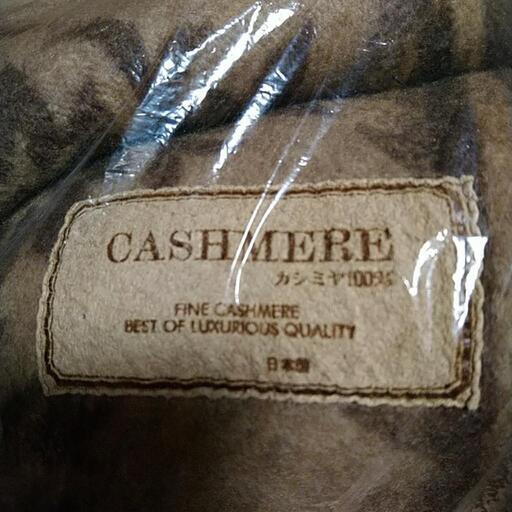 CASHMERE
カシミヤ100%
FINE CASHMERE
BEST OF LUXURIOUS QUALITY
日本製